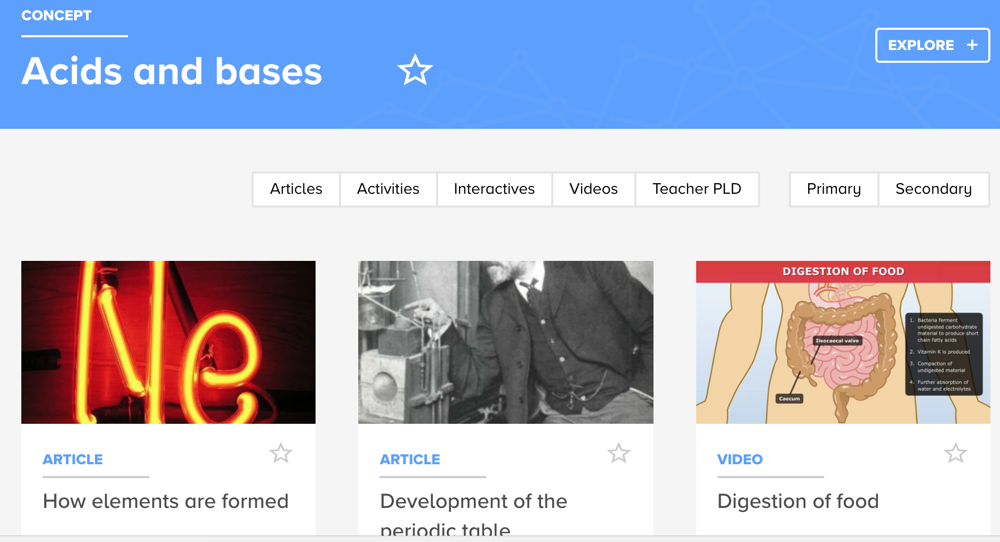 CONCEPT
Acids and bases
EXPLORE +
Articles
Activities
Interactives
Videos
Teacher PLD
Primary
Secondary
Ne
DIGESTION OF FOOD
Ileocaecal valve
Caecum
1. Bacteria ferment
undigested carbohydrate
material to produce short
chain fatty acids
2. Vitamin K is produced
3. Compaction of
undigested material
4. Further absorption of
water and electrolytes
ARTICLE
How elements are formed
ARTICLE
Development of the
periodic table
VIDEO
Digestion of food